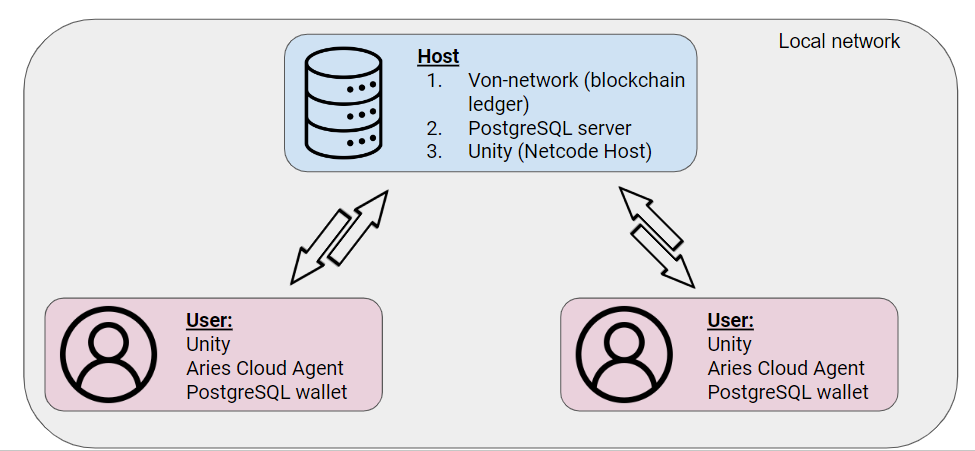 Local network
Host
1. Von-network (blockchain
ledger)
2. PostgreSQL server
3. Unity (Netcode Host)
User:
Unity
Aries Cloud Agent
PostgreSQL wallet
User:
Unity
Aries Cloud Agent
PostgreSQL wallet